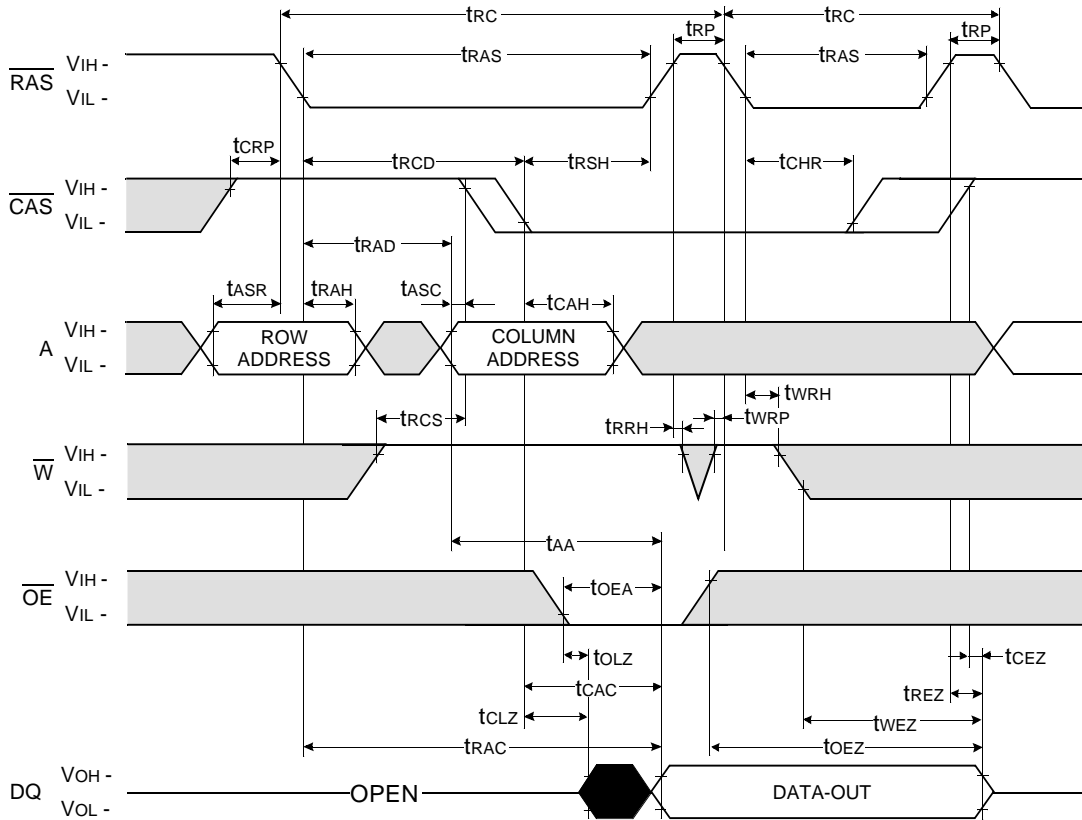 tRC tRC
tRP tRP
tRAS tRAS
RAS VIH -
VIL -
tCRP tRCD tRSH tCHR
CAS VIH -
VIL -
tRAD
tASR tRAH tASC tCAH
A VIH -
VIL -
ROW
ADDRESS
COLUMN
ADDRESS
tWRH
tRCS tWRP
tRRH
W VIH -
VIL -
tAA
OE VIH -
VIL -
tOEA
tOLZ tCEZ
tCAC tREZ
tCLZ tWEZ
tRAC tOEZ
DQ VOH -
VOL -
OPEN DATA-OUT